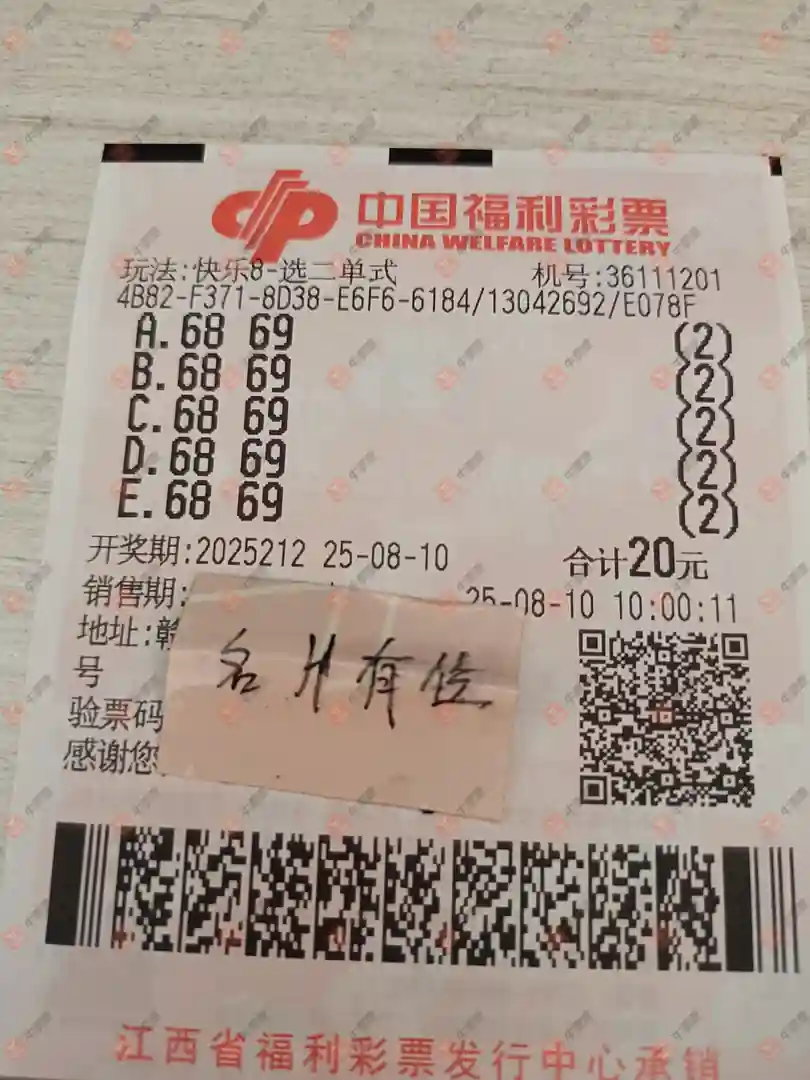 中国福利彩票
CHINA WELFARE LOTTERY
玩法:快乐8-选二单式 机号:36111201
4B82-F371-8D38-E6F6-6184/13042692/E078F
A.68 69 (2)
B.68 69 (2)
C.68 69 (2)
D.68 69 (2)
E.68 69 (2)
开奖期:2025212 25-08-10 合计20元
销售期: 25-08-10 10:00:11
地址:赣
号
名片有
验票码
感谢您
江西省福利彩票发行中心承销